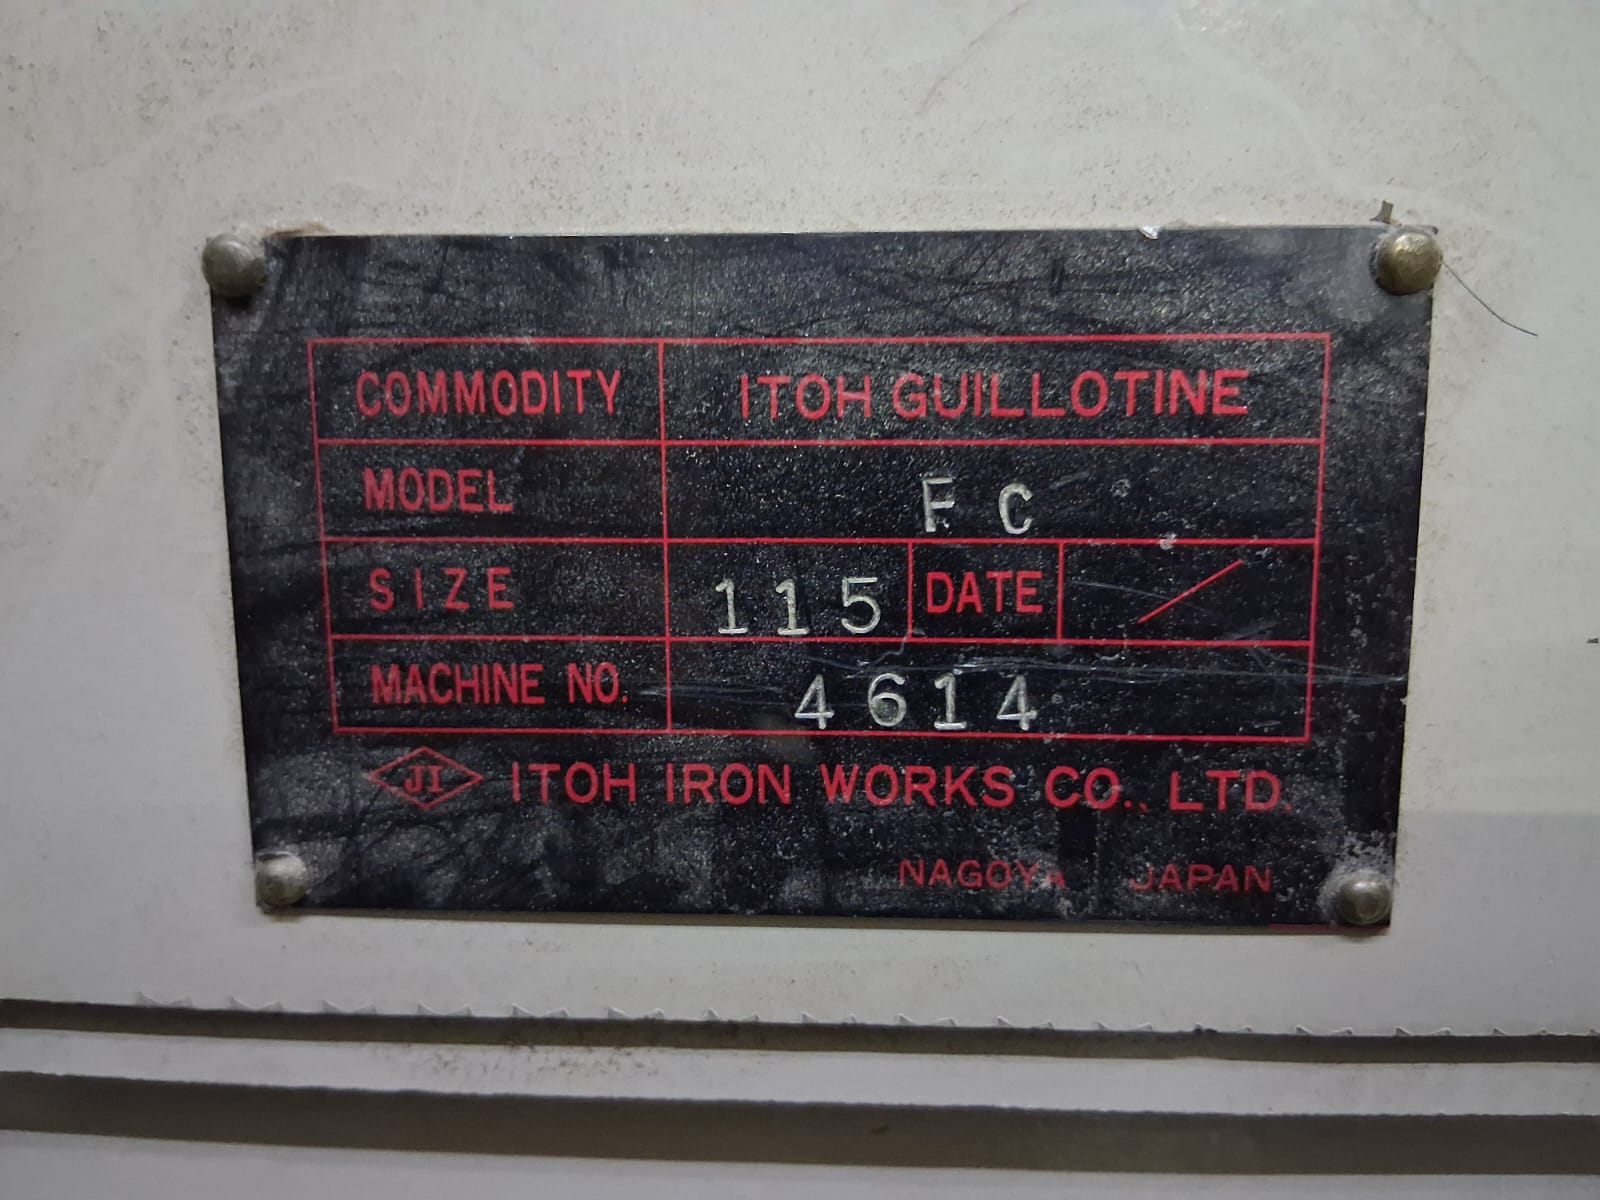 COMMODITY ITOH GUILLOTINE
MODEL F C
SIZE 115 DATE /
MACHINE NO. 4614
JI ITOH IRON WORKS CO., LTD.
NAGOYA JAPAN